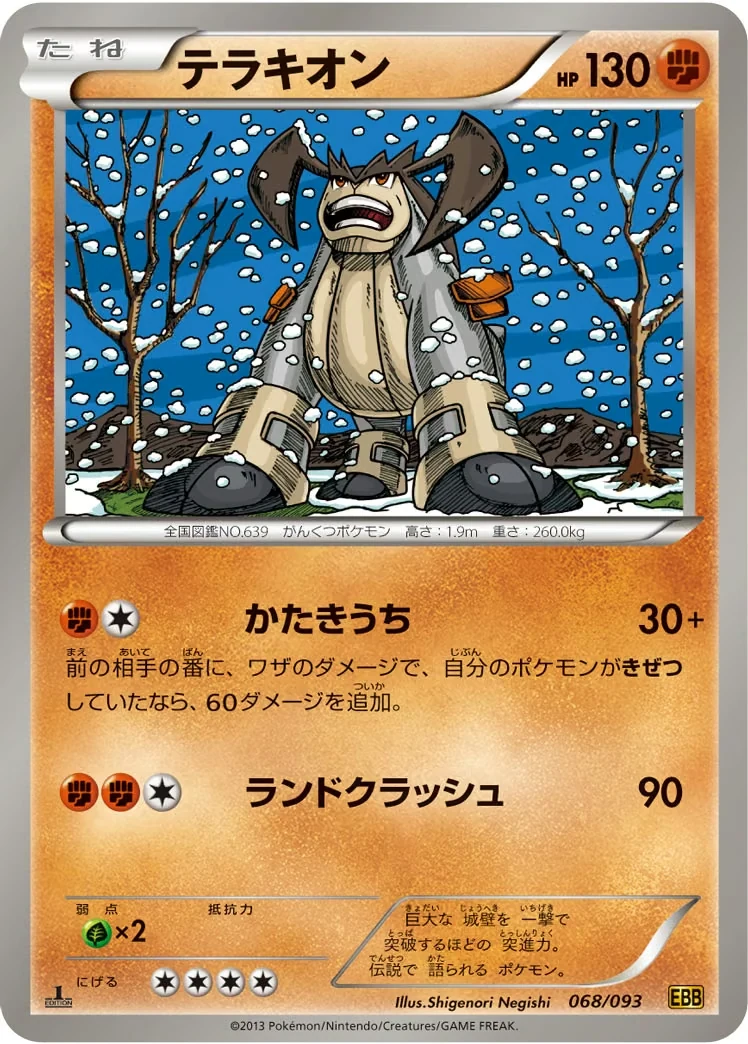 たね テラキオン HP 130
全国図鑑NO.639 がんくつポケモン 高さ：1.9m 重さ：260.0kg
かたきうち 30+
前の相手の番に、ワザのダメージで、自分のポケモンがきぜつ
していたなら、60ダメージを追加。
ランドクラッシュ 90
弱点 抵抗力
×2
にげる
巨大な 城壁を 一撃で
突破するほどの 突進力。
伝説で 語られる ポケモン。
1 EDITION Illus.Shigenori Negishi 068/093 EBB
©2013 Pokémon/Nintendo/Creatures/GAME FREAK.